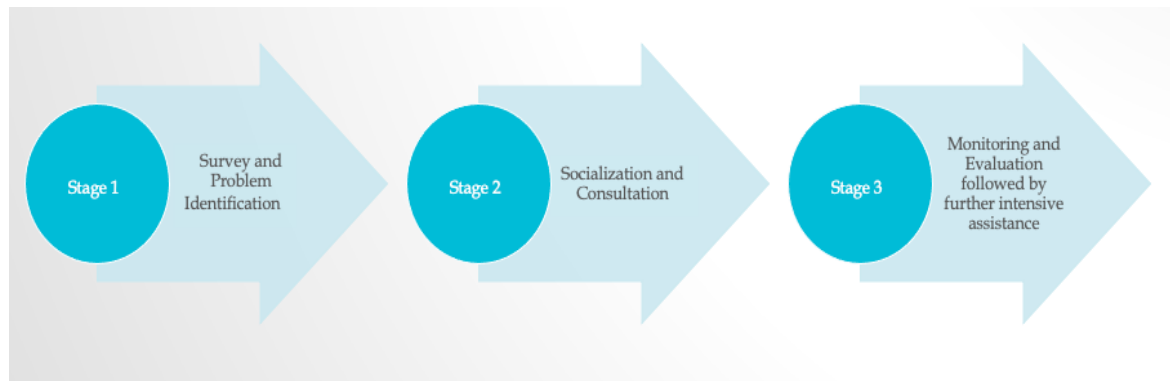 Stage 1
Survey and
Problem
Identification
Stage 2
Socialization and
Consultation
Stage 3
Monitoring and
Evaluation
followed by
further intensive
assistance